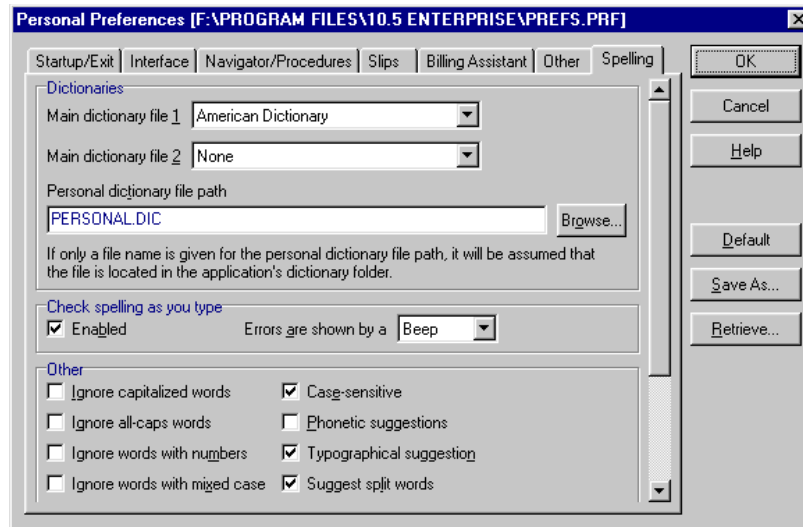 Personal Preferences [F:\PROGRAM FILES\10.5 ENTERPRISE\PREFS.PRF]
Startup/Exit Interface Navigator/Procedures Slips Billing Assistant Other Spelling
OK
Cancel
Help
Default
Save As...
Retrieve...
Dictionaries
Main dictionary file 1 American Dictionary
Main dictionary file 2 None
Personal dictionary file path
PERSONAL.DIC Browse...
If only a file name is given for the personal dictionary file path, it will be assumed that
the file is located in the application's dictionary folder.
Check spelling as you type
Enabled Errors are shown by a Beep
Other
Ignore capitalized words Case-sensitive
Ignore all-caps words Phonetic suggestions
Ignore words with numbers Typographical suggestion
Ignore words with mixed case Suggest split words